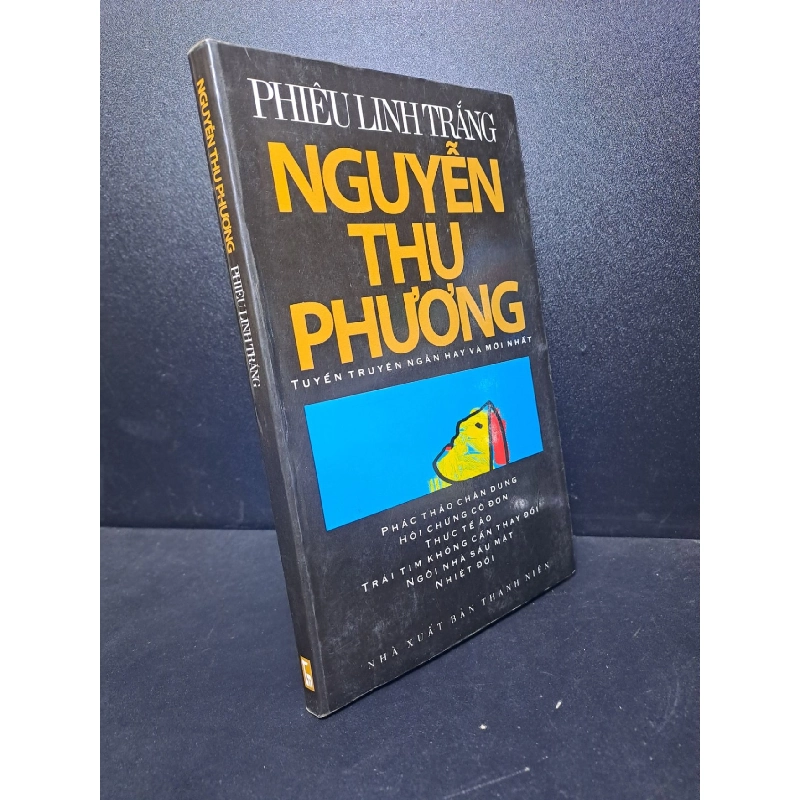 PHIÊU LINH TRẮNG
NGUYỄN
THU
PHƯƠNG
TUYỂN TRUYỆN NGẮN HAY VÀ MỚI NHẤT
PHÁC THẢO CHÂN DUNG
HỘI CHỨNG CÔ ĐƠN
THỰC TẾ ẢO
TRÁI TIM KHÔNG CẦN THAY ĐỔI
NGÔI NHÀ SÁU MẶT
NHIỆT ĐỚI
NHÀ XUẤT BẢN THANH NIÊN
NGUYỄN THU PHƯƠNG PHIÊU LINH TRẮNG